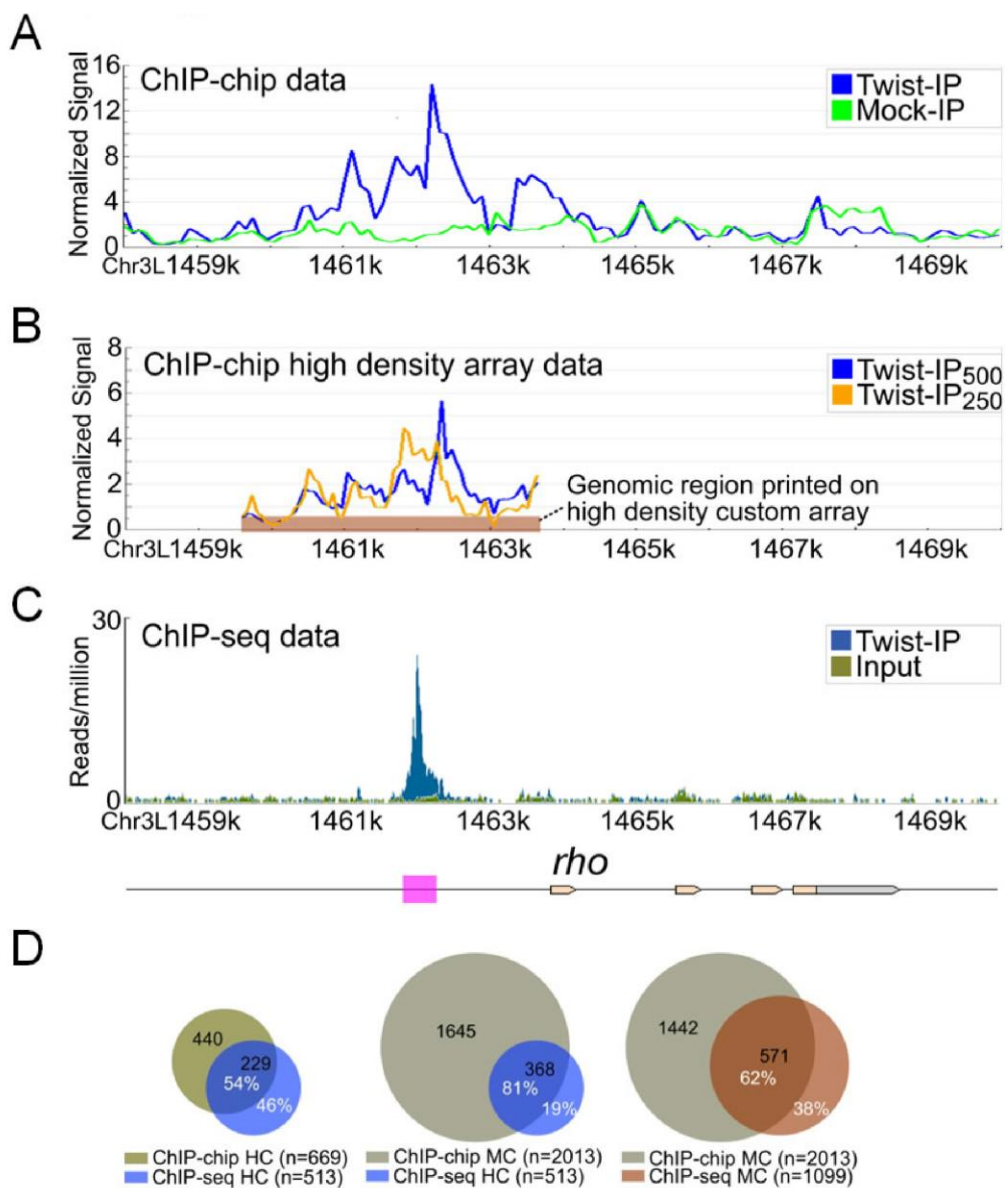 A
ChIP-chip data
Normalized Signal
16
12
8
4
0
Twist-IP
Mock-IP
Chr3L1459k 1461k 1463k 1465k 1467k 1469k
B
ChIP-chip high density array data
Normalized Signal
8
6
4
2
0
Twist-IP500
Twist-IP250
Genomic region printed on
high density custom array
Chr3L1459k 1461k 1463k 1465k 1467k 1469k
C
ChIP-seq data
Reads/million
30
0
Twist-IP
Input
Chr3L1459k 1461k 1463k 1465k 1467k 1469k
rho
D
440
229
54%
46%
ChIP-chip HC (n=669)
ChIP-seq HC (n=513)
1645
368
81%
19%
ChIP-chip MC (n=2013)
ChIP-seq HC (n=513)
1442
571
62%
38%
ChIP-chip MC (n=2013)
ChIP-seq MC (n=1099)